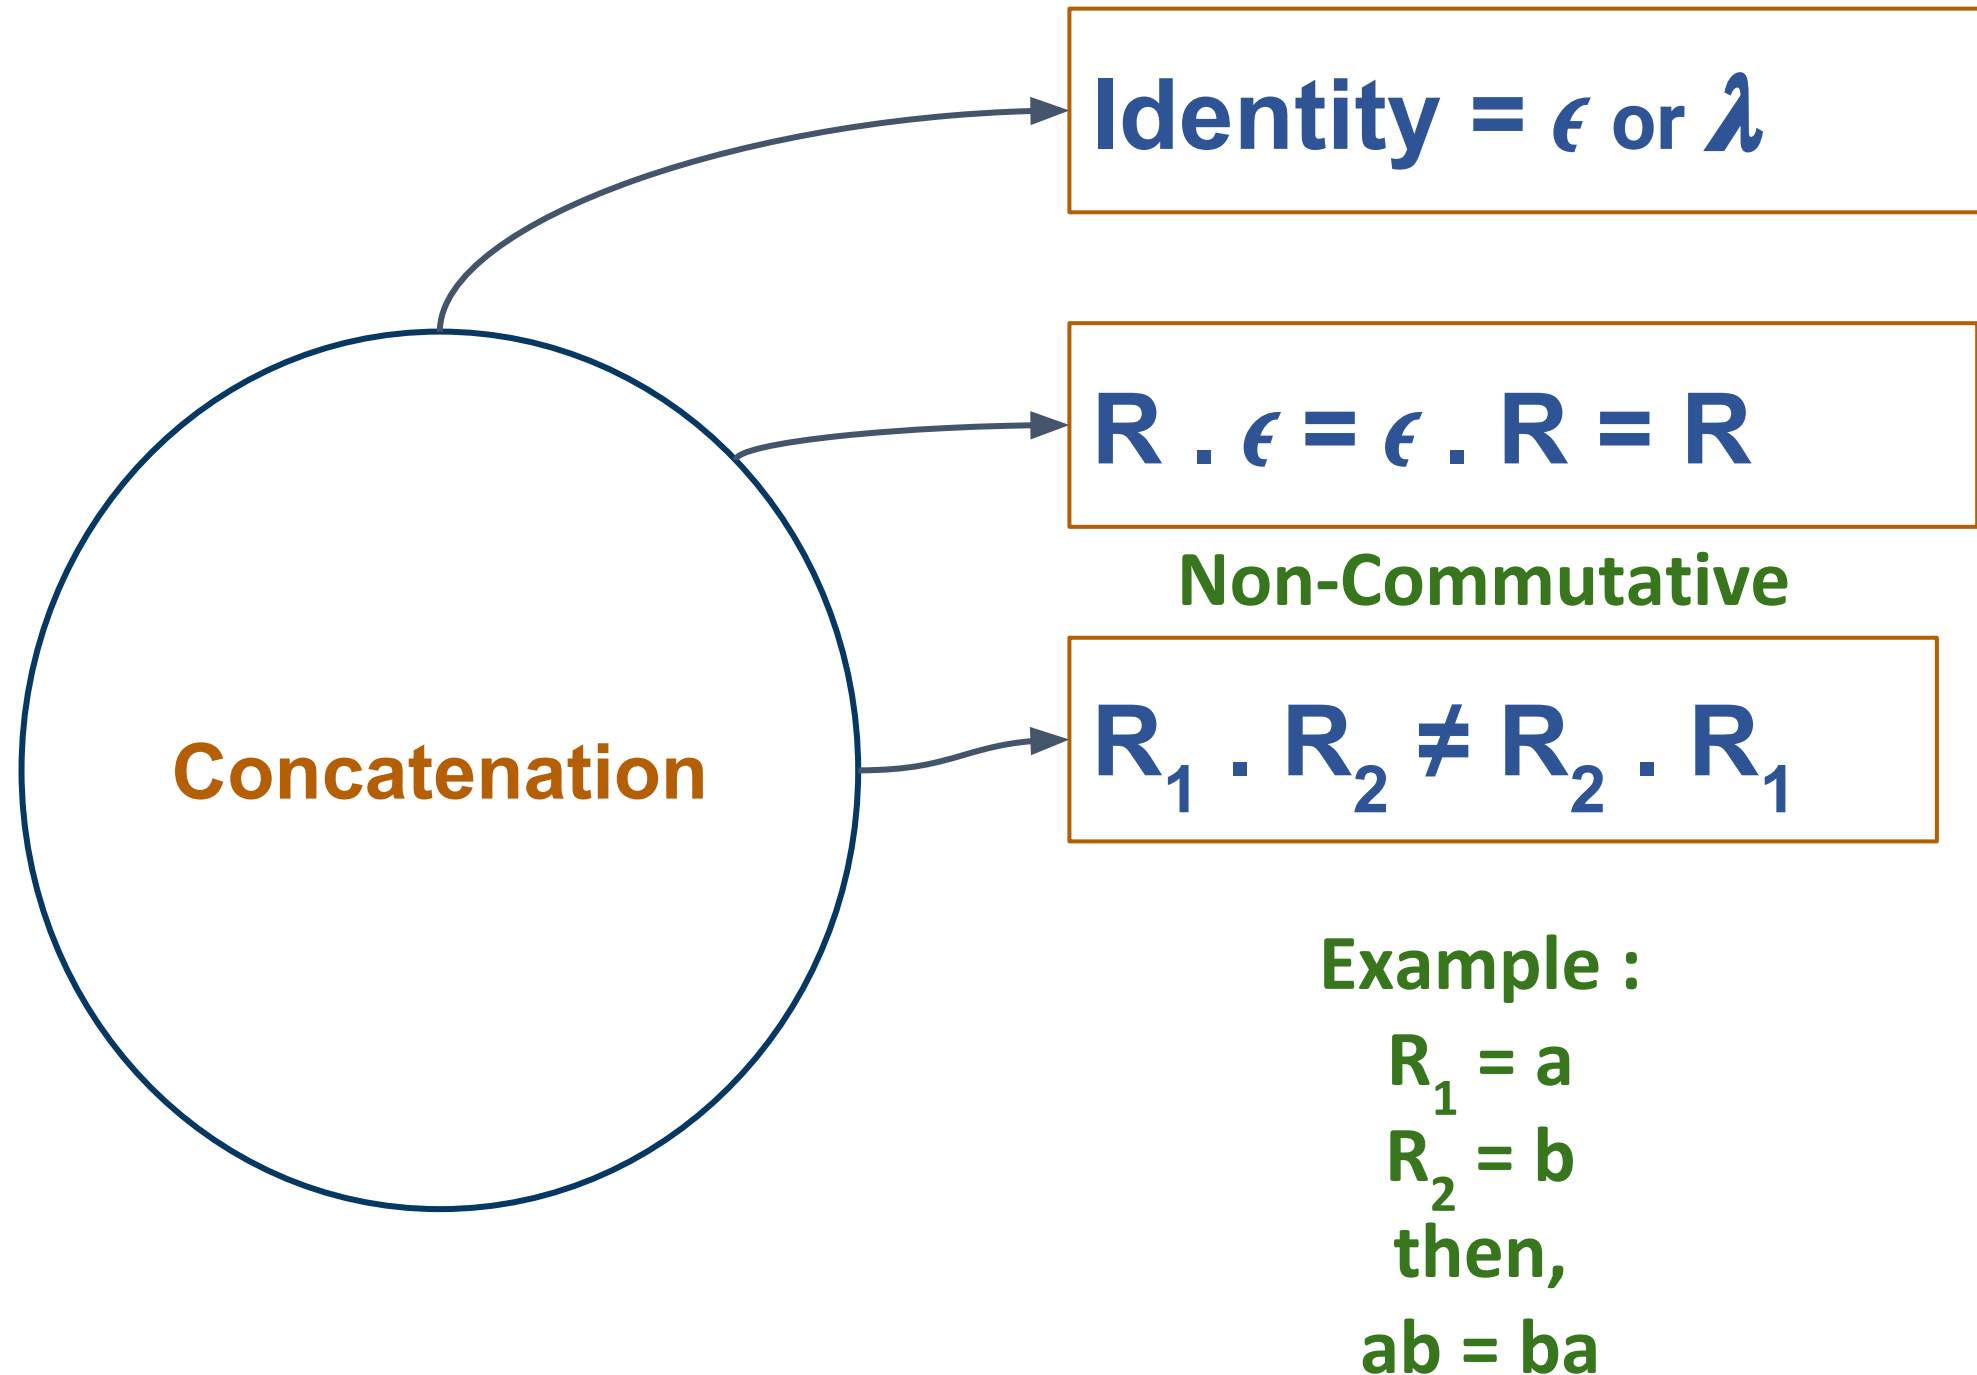 Identity = ϵ or λ
R . ϵ = ϵ . R = R
Non-Commutative
Concatenation
R₁ . R₂ ≠ R₂ . R₁
Example :
R₁ = a
R₂ = b
then,
ab = ba